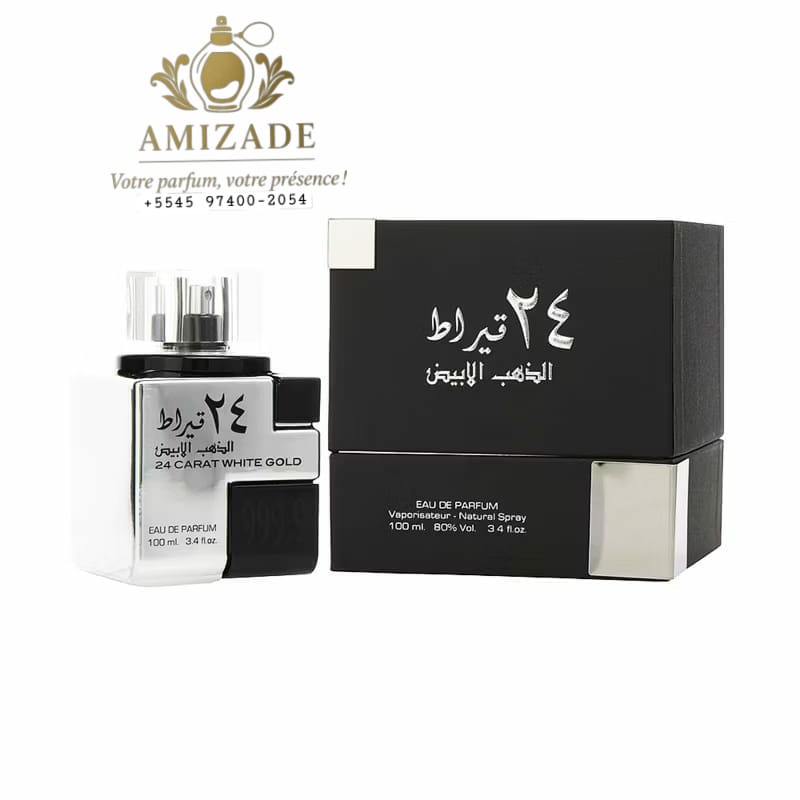 AMIZADE
Votre parfum, votre présence!
+5545 97400-2054
٢٤ قيراط
الذهب الابيض
24 CARAT WHITE GOLD
EAU DE PARFUM
100 ml. 3.4 fl.oz.
٢٤ قيراط
الذهب الابيض
EAU DE PARFUM
Vaporisateur - Natural Spray
100 ml. 80% Vol. 3.4 fl.oz.